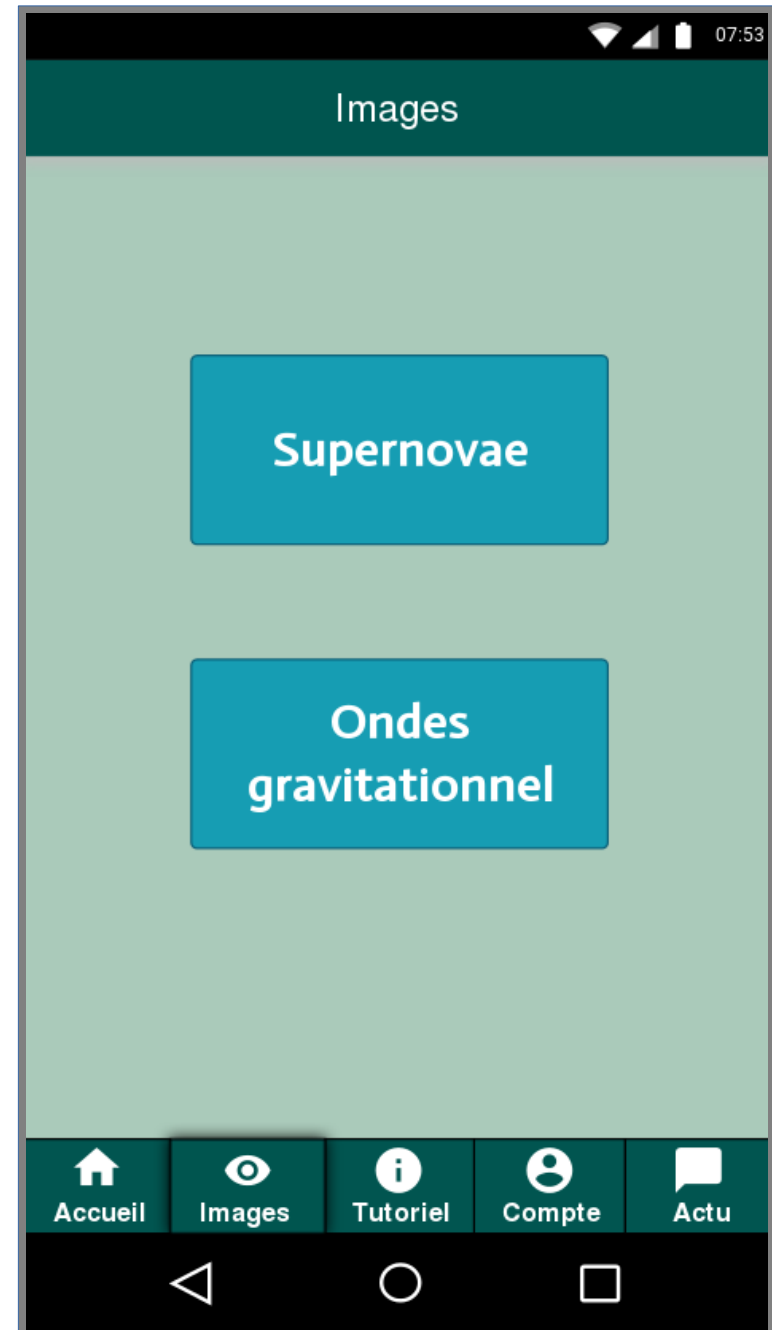 07:53
Images
Supernovae
Ondes
gravitationnel
Accueil
Images
Tutoriel
Compte
Actu